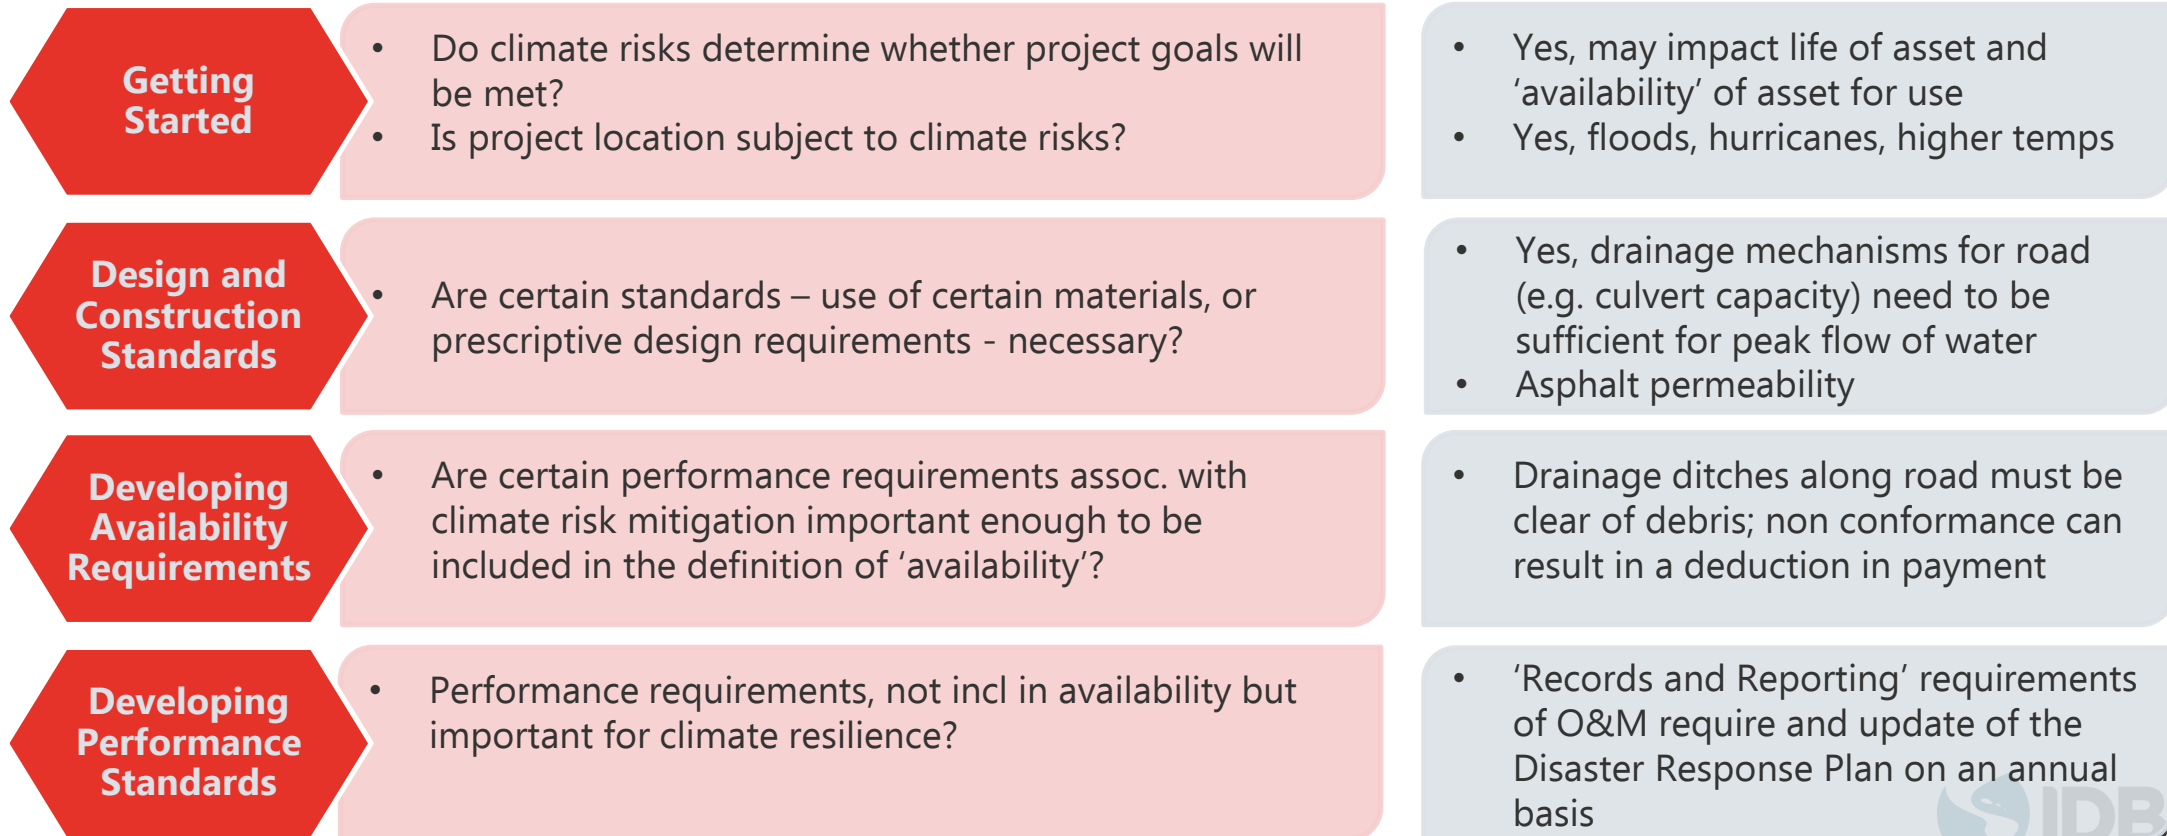 Getting
Started
• Do climate risks determine whether project goals will
be met?
• Is project location subject to climate risks?
• Yes, may impact life of asset and
‘availability’ of asset for use
• Yes, floods, hurricanes, higher temps
Design and
Construction
Standards
• Are certain standards – use of certain materials, or
prescriptive design requirements - necessary?
• Yes, drainage mechanisms for road
(e.g. culvert capacity) need to be
sufficient for peak flow of water
• Asphalt permeability
Developing
Availability
Requirements
• Are certain performance requirements assoc. with
climate risk mitigation important enough to be
included in the definition of ‘availability’?
• Drainage ditches along road must be
clear of debris; non conformance can
result in a deduction in payment
Developing
Performance
Standards
• Performance requirements, not incl in availability but
important for climate resilience?
• ‘Records and Reporting’ requirements
of O&M require and update of the
Disaster Response Plan on an annual
basis
IDB